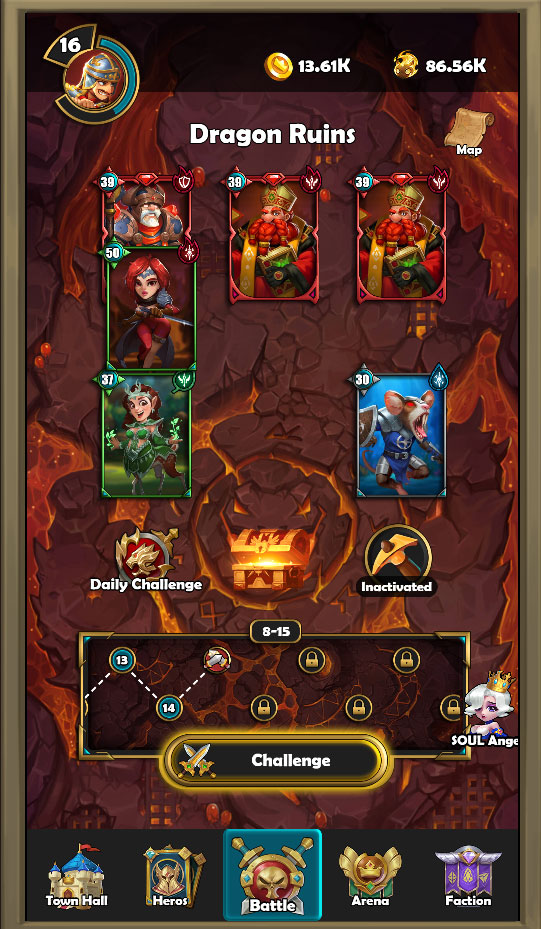 16
13.61K
86.56K
Dragon Ruins
Map
39
39
39
50
37
30
Daily Challenge
Inactivated
8-15
13
14
SOUL Ange
Challenge
Town Hall
Heros
Battle
Arena
Faction